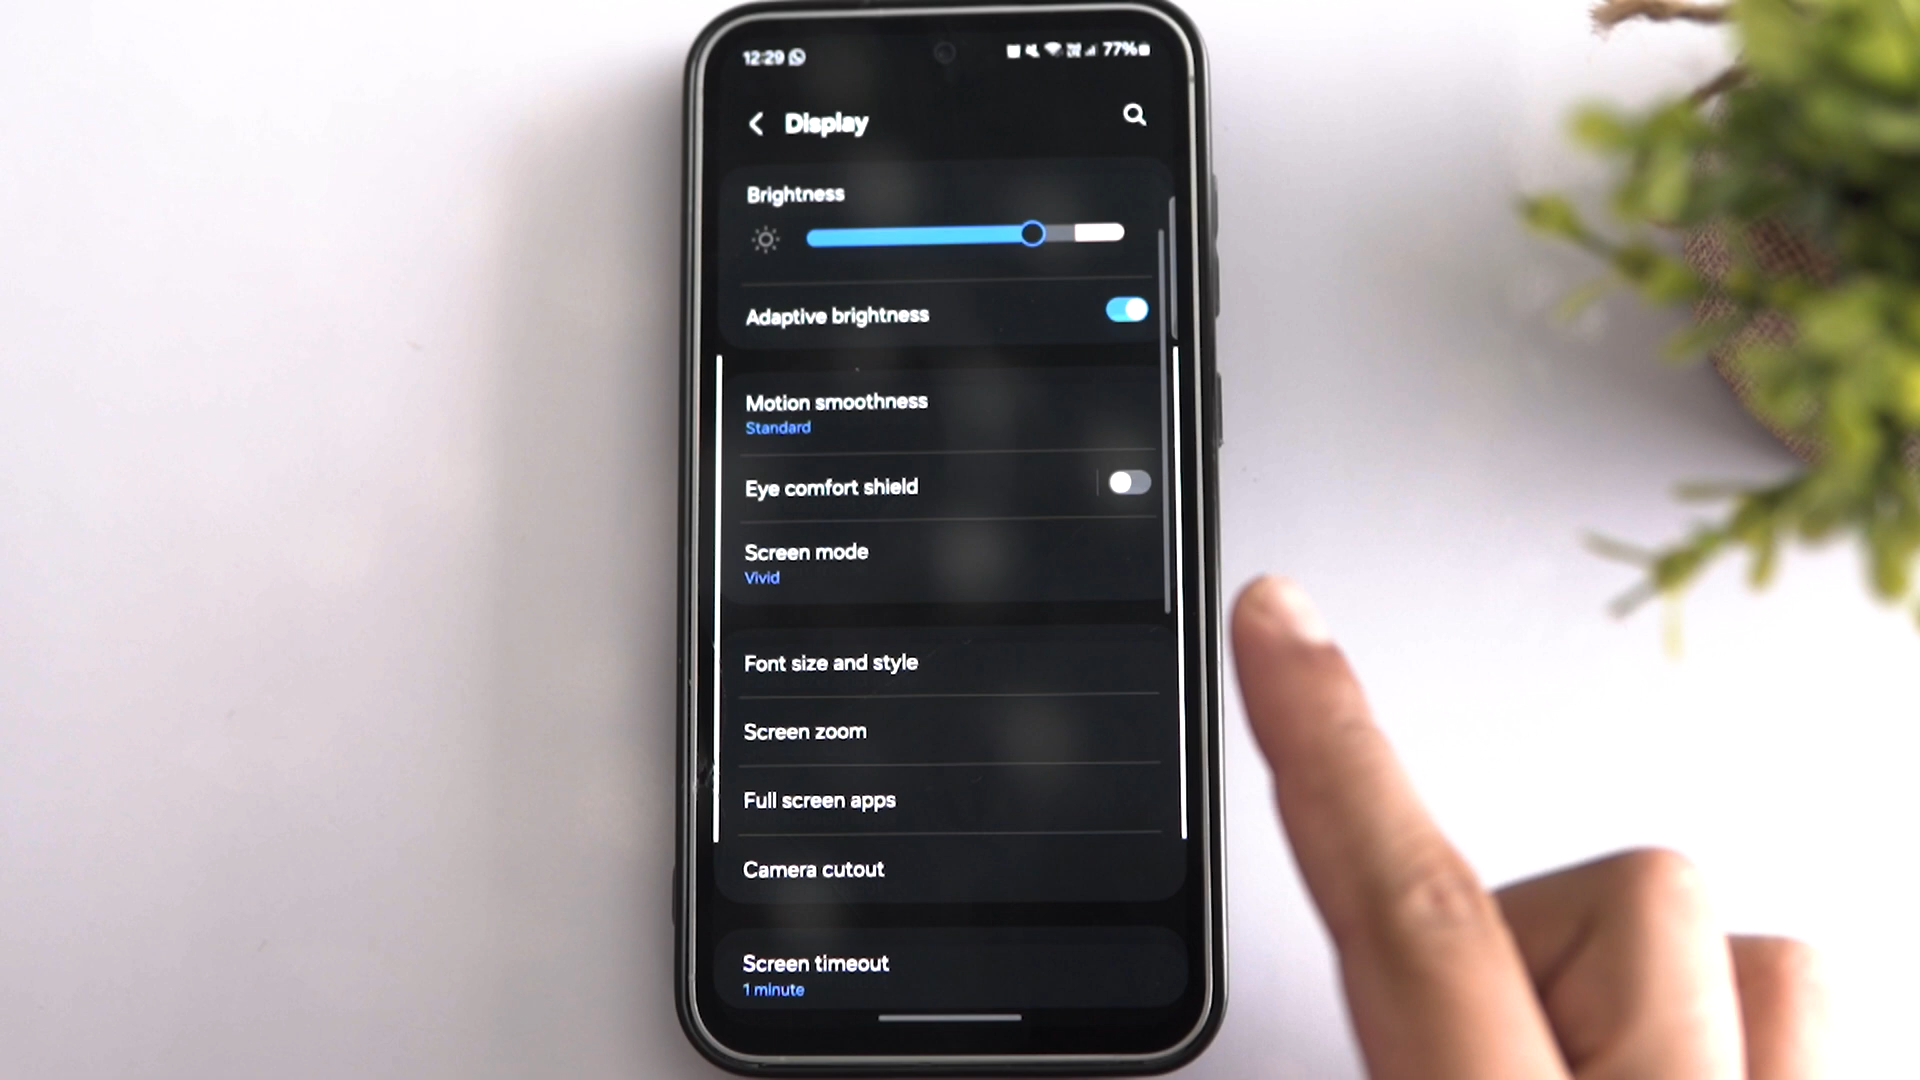 12:29
77%
Display
Brightness
Adaptive brightness
Motion smoothness
Standard
Eye comfort shield
Screen mode
Vivid
Font size and style
Screen zoom
Full screen apps
Camera cutout
Screen timeout
1 minute